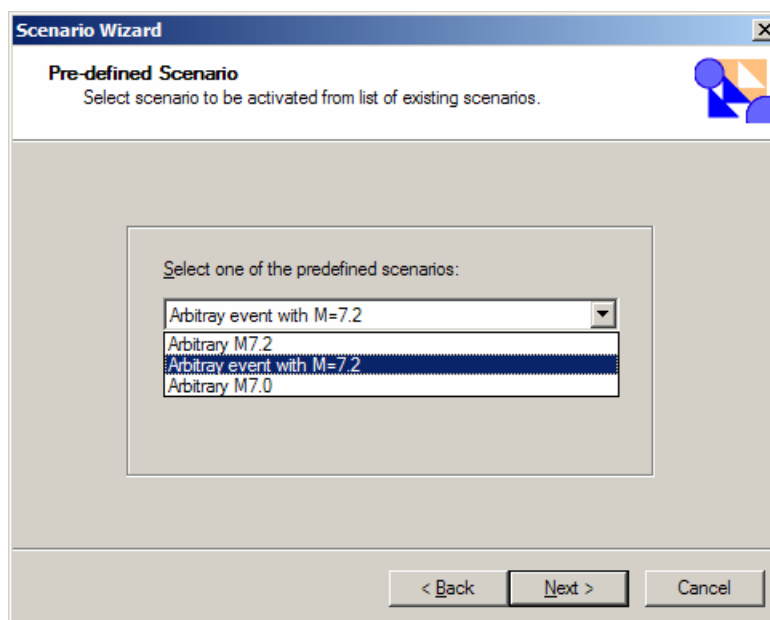 Scenario Wizard
Pre-defined Scenario
Select scenario to be activated from list of existing scenarios.
Select one of the predefined scenarios:
Arbitray event with M=7.2
Arbitrary M7.2
Arbitray event with M=7.2
Arbitrary M7.0
< Back
Next >
Cancel